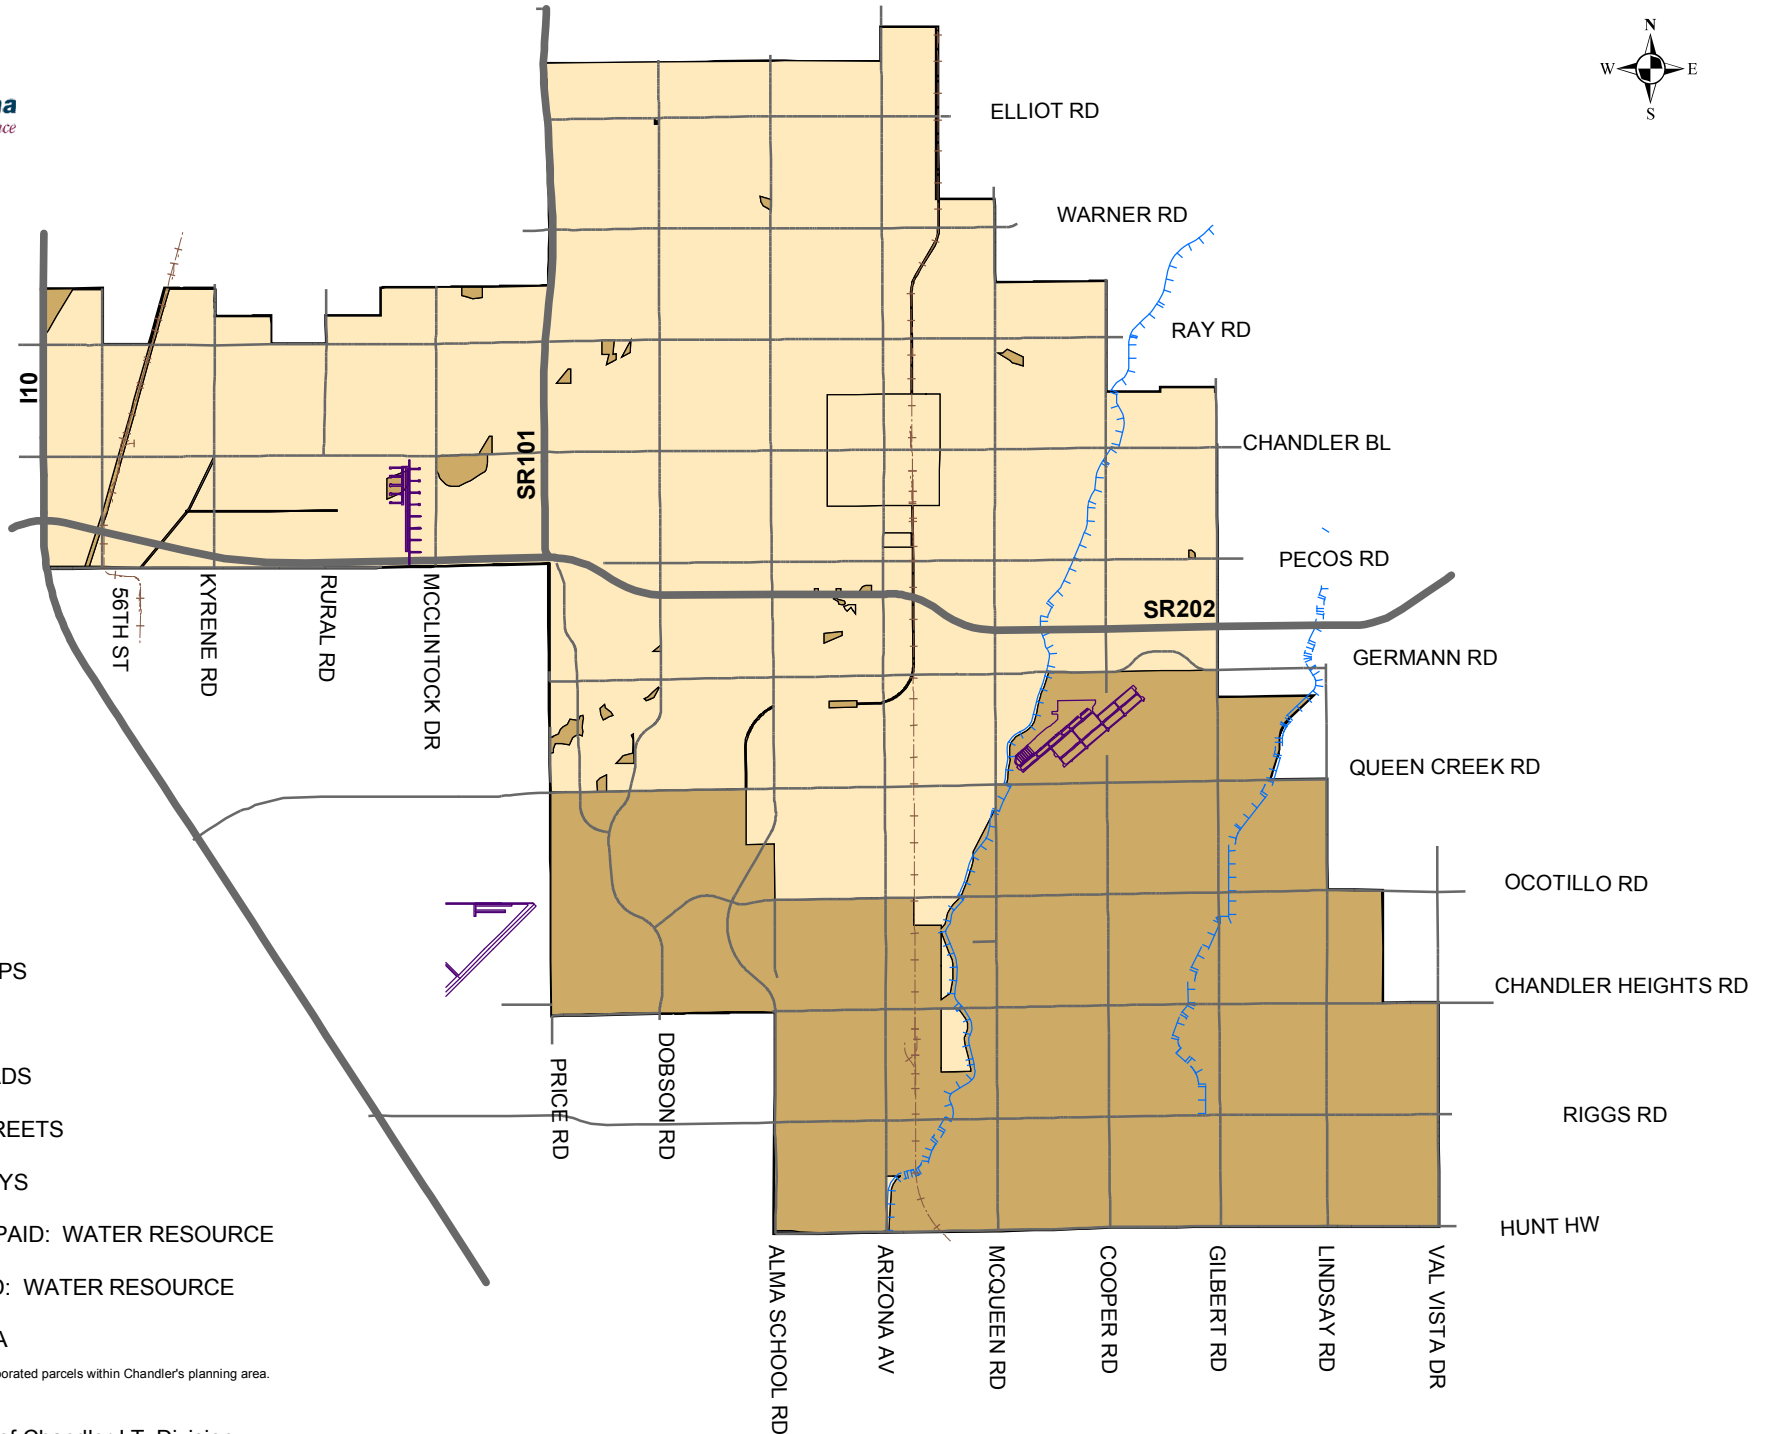 N
W E
S
ELLIOT RD
WARNER RD
RAY RD
I10
SR101
CHANDLER BL
PECOS RD
SR202
56TH ST
KYRENE RD
RURAL RD
MCCLINTOCK DR
GERMANN RD
QUEEN CREEK RD
OCOTILLO RD
CHANDLER HEIGHTS RD
PRICE RD
DOBSON RD
RIGGS RD
HUNT HW
ALMA SCHOOL RD
ARIZONA AV
MCQUEEN RD
COOPER RD
GILBERT RD
LINDSAY RD
VAL VISTA DR
PS
DS
REETS
YS
PAID: WATER RESOURCE
: WATER RESOURCE
A
orated parcels within Chandler's planning area.